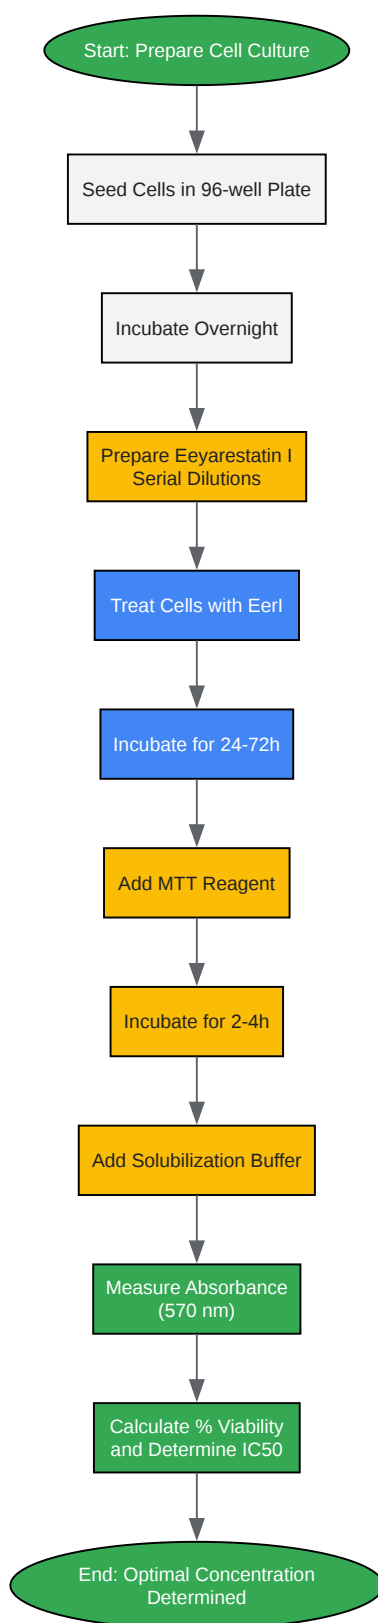 Start: Prepare Cell Culture
Seed Cells in 96-well Plate
Incubate Overnight
Prepare Eeyarestatin I
Serial Dilutions
Treat Cells with EerI
Incubate for 24-72h
Add MTT Reagent
Incubate for 2-4h
Add Solubilization Buffer
Measure Absorbance
(570 nm)
Calculate % Viability
and Determine IC50
End: Optimal Concentration
Determined